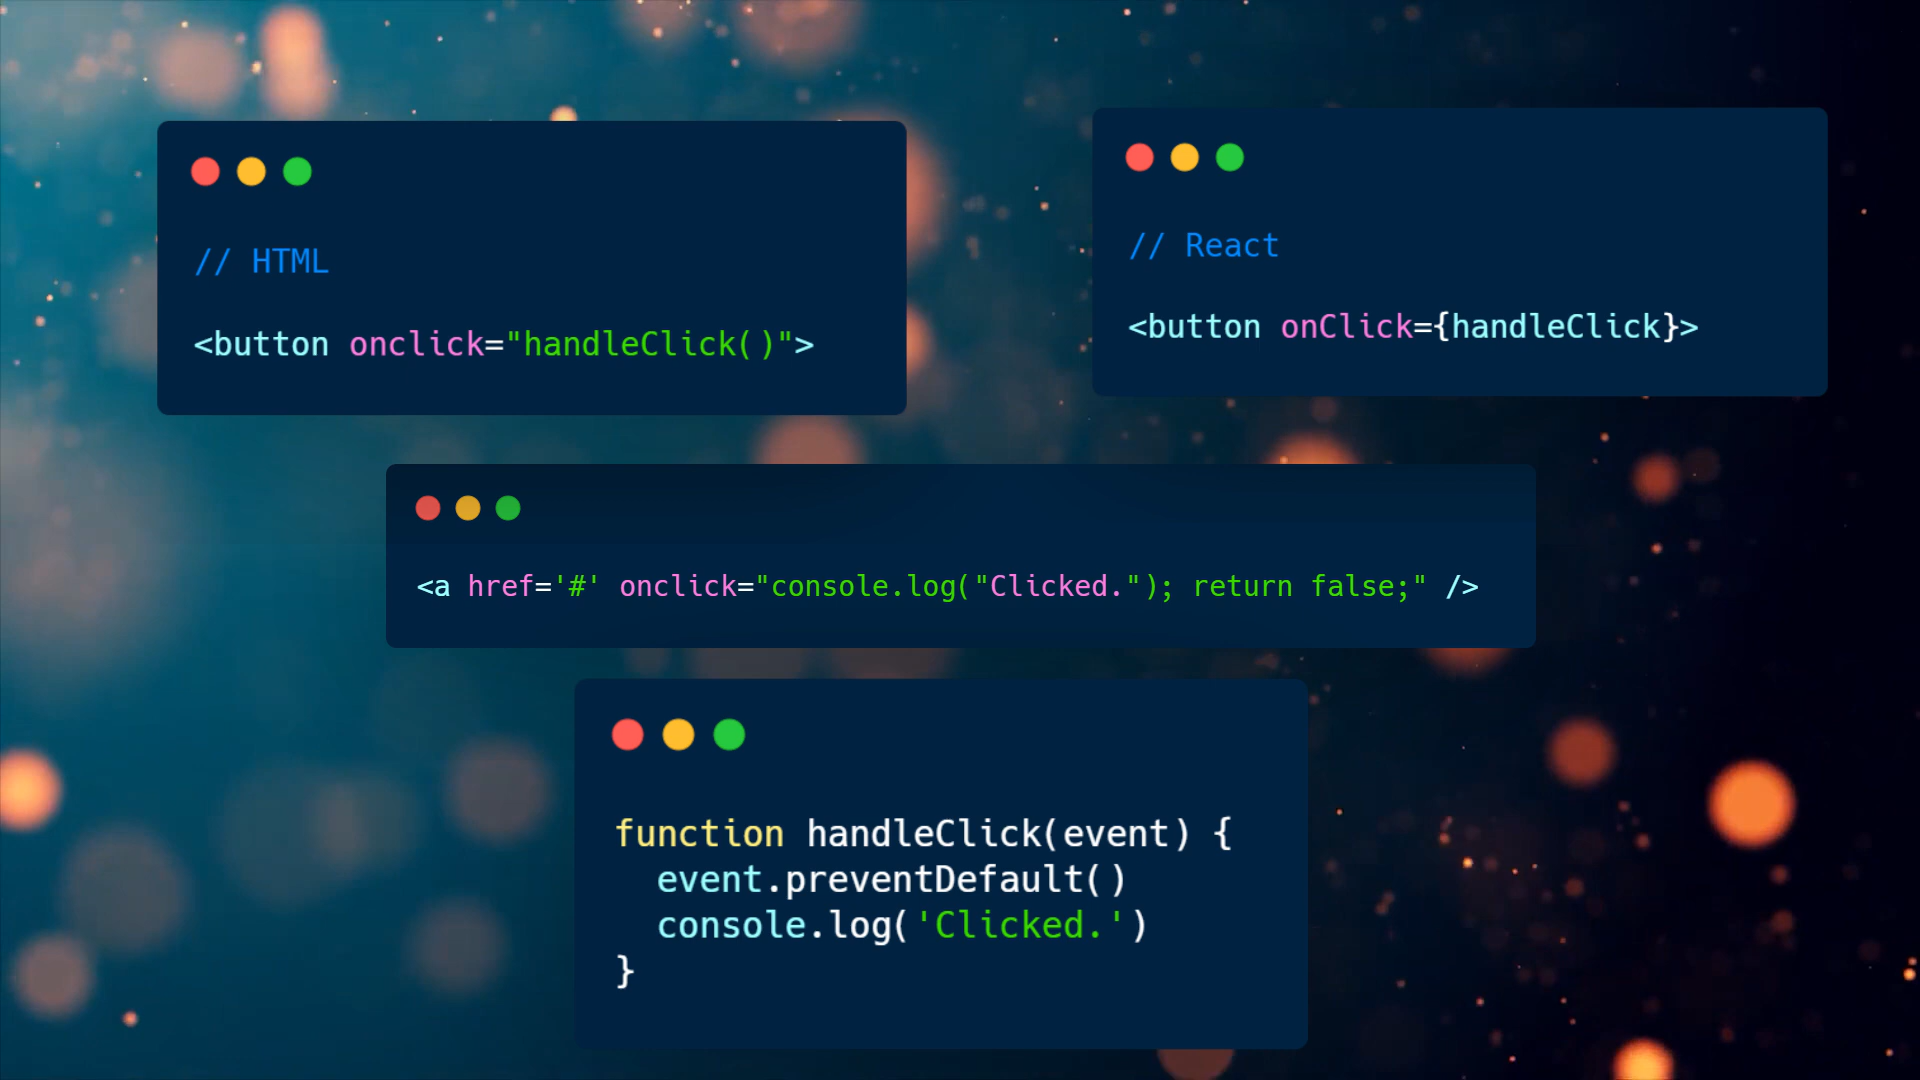 // HTML
<button onclick="handleClick()">
// React
<button onClick={handleClick}>
<a href='#' onclick="console.log("Clicked."); return false;" />
function handleClick(event) {
  event.preventDefault()
  console.log('Clicked.')
}